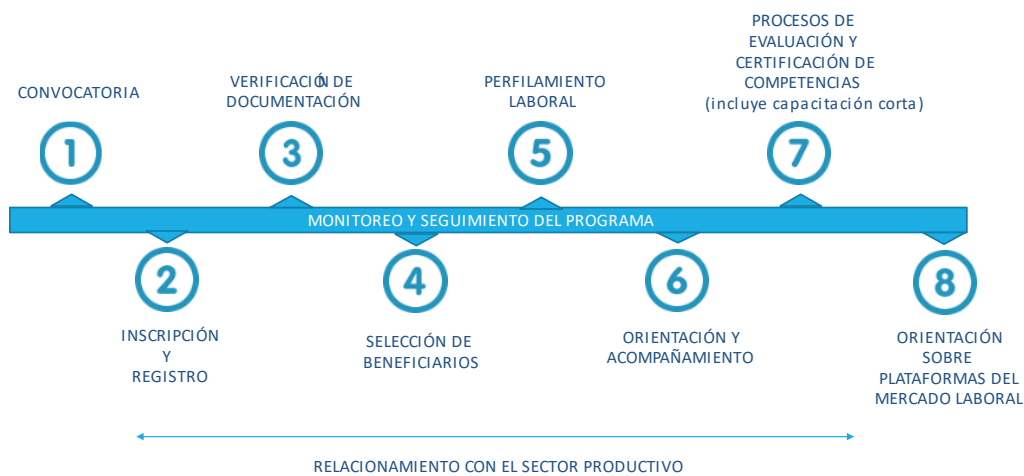 CONVOCATORIA
1
INSCRIPCIÓN
Y
REGISTRO
2
VERIFICACIÓN DE
DOCUMENTACIÓN
3
SELECCIÓN DE
BENEFICIARIOS
4
PERFILAMIENTO
LABORAL
5
ORIENTACIÓN Y
ACOMPAÑAMIENTO
6
PROCESOS DE
EVALUACIÓN Y
CERTIFICACIÓN DE
COMPETENCIAS
(incluye capacitación corta)
7
ORIENTACIÓN
SOBRE
PLATAFORMAS DEL
MERCADO LABORAL
8
MONITOREO Y SEGUIMIENTO DEL PROGRAMA
RELACIONAMIENTO CON EL SECTOR PRODUCTIVO